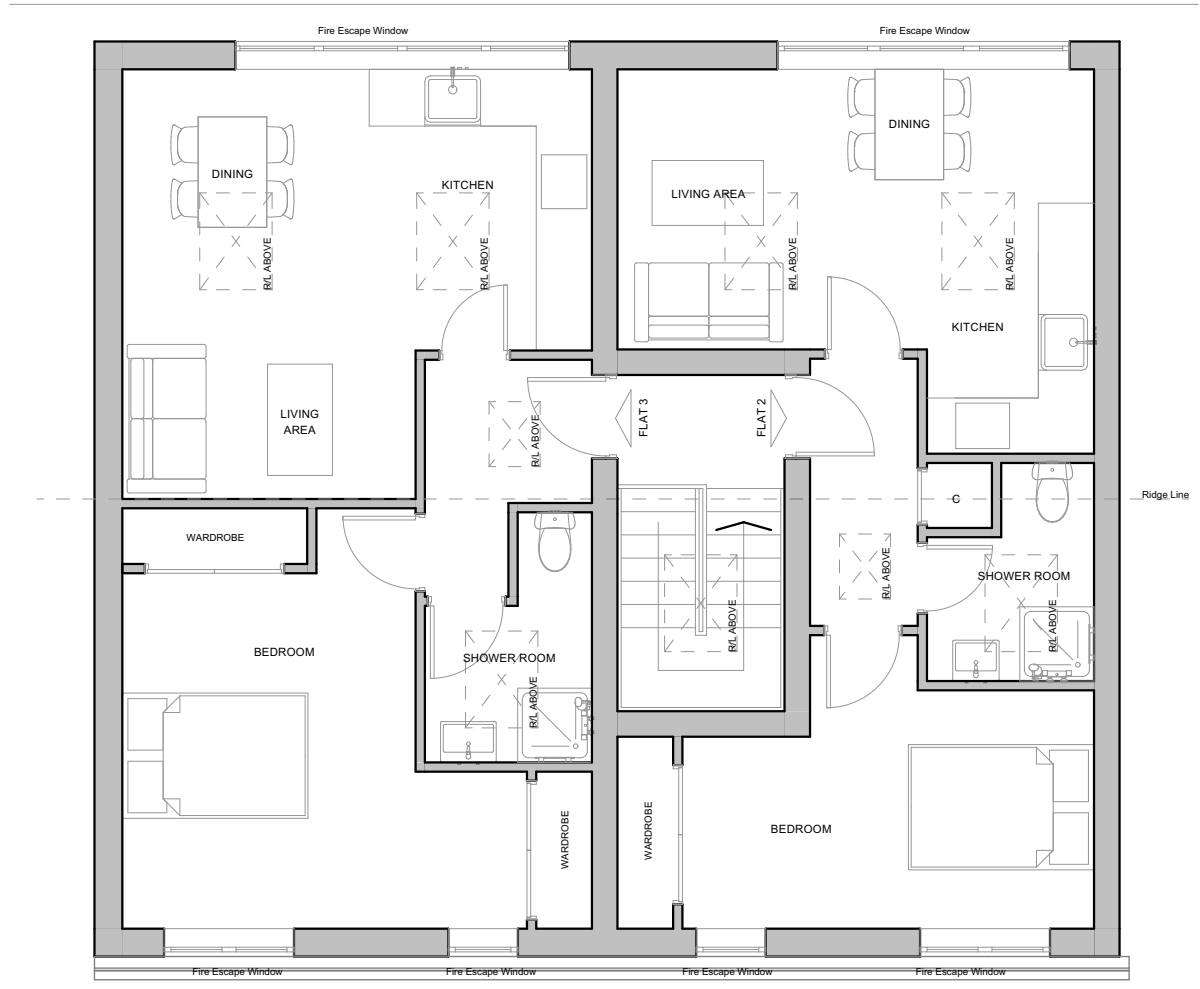 Fire Escape Window
Fire Escape Window
DINING
KITCHEN
R/L ABOVE
R/L ABOVE
LIVING
AREA
DINING
LIVING AREA
R/L ABOVE
R/L ABOVE
KITCHEN
R/L ABOVE
FLAT 3
FLAT 2
Ridge Line
C
WARDROBE
BEDROOM
SHOWER ROOM
R/L ABOVE
R/L ABOVE
R/L ABOVE
SHOWER ROOM
R/L ABOVE
WARDROBE
WARDROBE
BEDROOM
Fire Escape Window
Fire Escape Window
Fire Escape Window
Fire Escape Window